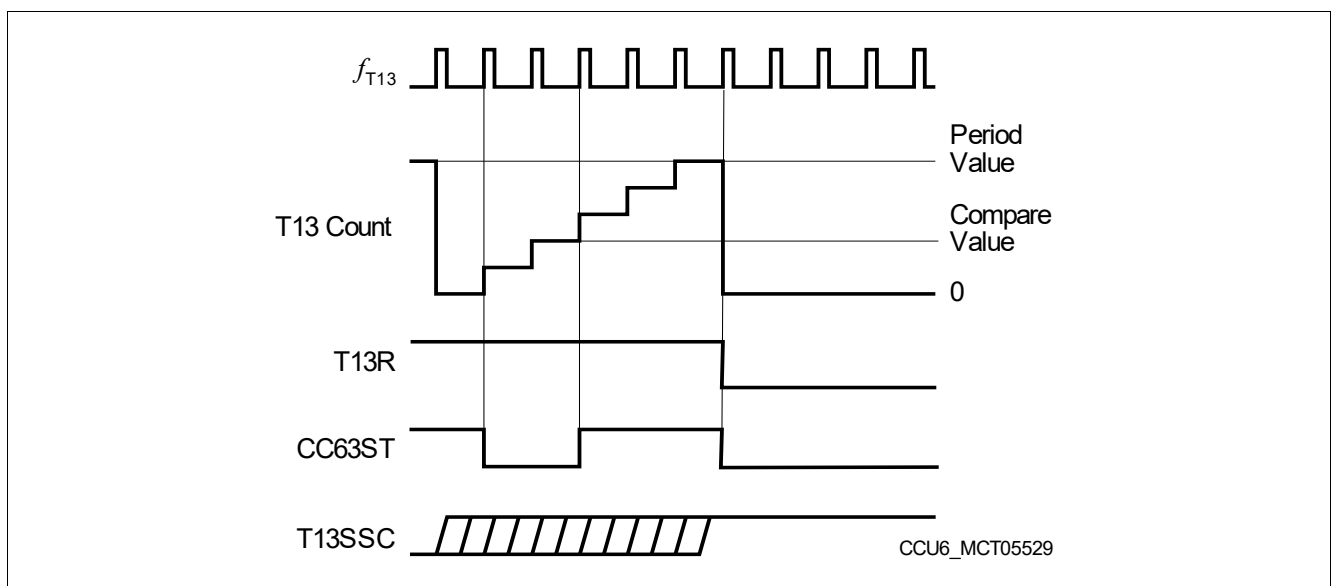 fT13
Period
Value
T13 Count
Compare
Value
0
T13R
CC63ST
T13SSC
CCU6_MCT05529